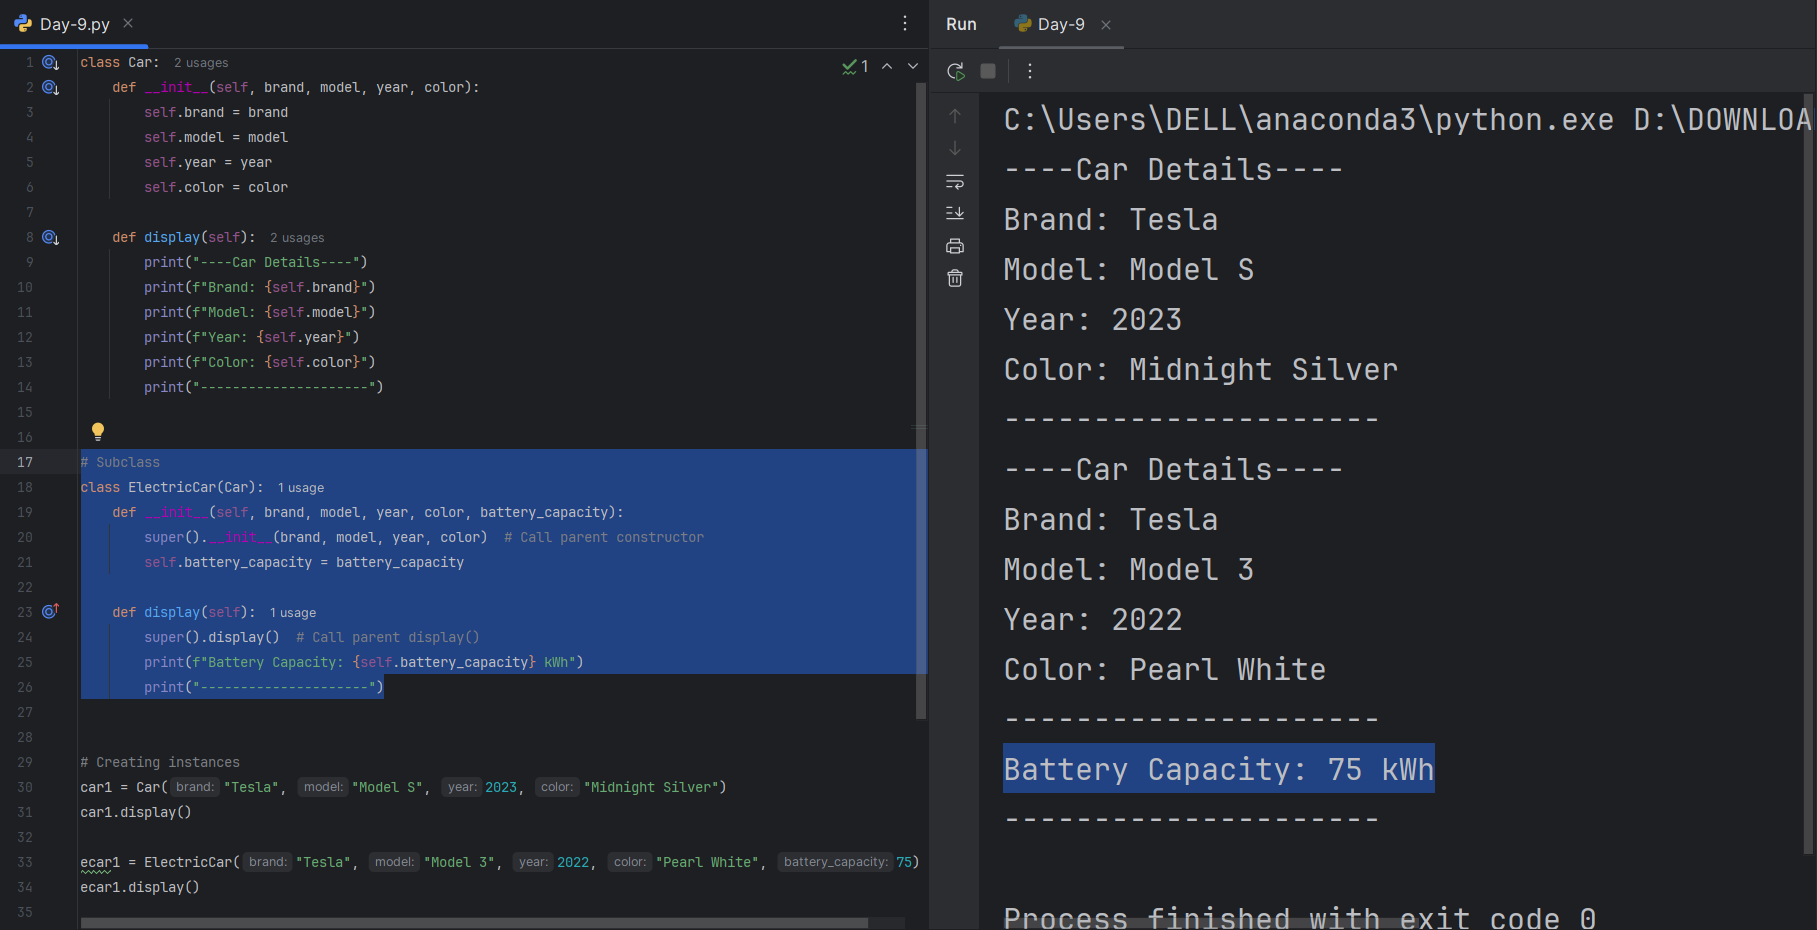 Day-9.py
1 class Car: 2 usages
2     def __init__(self, brand, model, year, color):
3         self.brand = brand
4         self.model = model
5         self.year = year
6         self.color = color
7
8     def display(self): 2 usages
9         print("----Car Details----")
10         print(f"Brand: {self.brand}")
11         print(f"Model: {self.model}")
12         print(f"Year: {self.year}")
13         print(f"Color: {self.color}")
14         print("---------------------")
15
16
17 # Subclass
18 class ElectricCar(Car): 1 usage
19     def __init__(self, brand, model, year, color, battery_capacity):
20         super().__init__(brand, model, year, color)  # Call parent constructor
21         self.battery_capacity = battery_capacity
22
23     def display(self): 1 usage
24         super().display()  # Call parent display()
25         print(f"Battery Capacity: {self.battery_capacity} kWh")
26         print("---------------------")
27
28
29 # Creating instances
30 car1 = Car( brand: "Tesla", model: "Model S", year: 2023, color: "Midnight Silver")
31 car1.display()
32
33 ecar1 = ElectricCar( brand: "Tesla", model: "Model 3", year: 2022, color: "Pearl White", battery_capacity: 75)
34 ecar1.display()
35
1
Run Day-9
C:\Users\DELL\anaconda3\python.exe D:\DOWNLOA
----Car Details----
Brand: Tesla
Model: Model S
Year: 2023
Color: Midnight Silver
---------------------
----Car Details----
Brand: Tesla
Model: Model 3
Year: 2022
Color: Pearl White
---------------------
Battery Capacity: 75 kWh
---------------------
Process finished with exit code 0